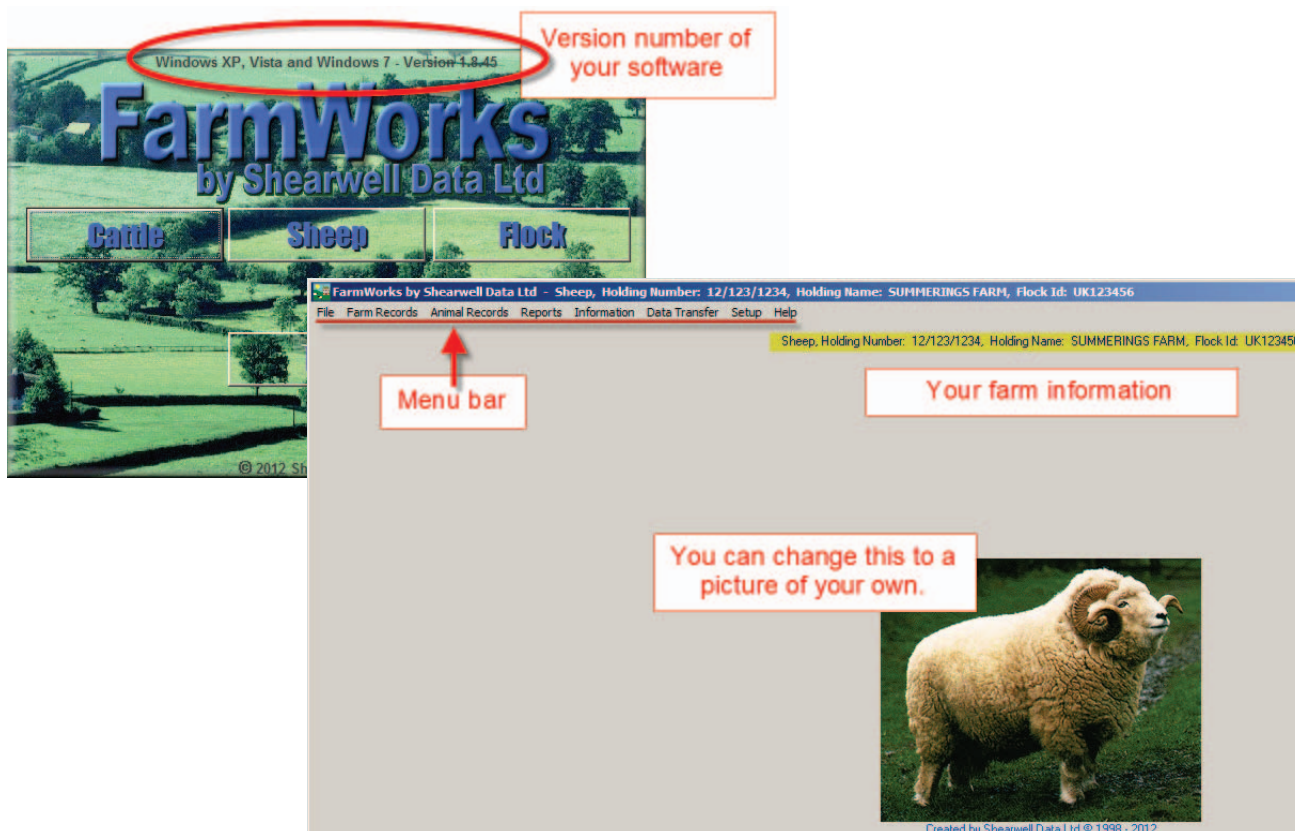 Version number of
your software
Windows XP, Vista and Windows 7 - Version 1.8.45
FarmWorks
by Shearwell Data Ltd
Cattle
Sheep
Flock
© 2012 Sh
FarmWorks by Shearwell Data Ltd - Sheep, Holding Number: 12/123/1234, Holding Name: SUMMERINGS FARM, Flock Id: UK123456
File Farm Records Animal Records Reports Information Data Transfer Setup Help
Sheep, Holding Number: 12/123/1234, Holding Name: SUMMERINGS FARM, Flock Id: UK123456
Menu bar
Your farm information
You can change this to a
picture of your own.
Created by Shearwell Data Ltd © 1998 - 2012